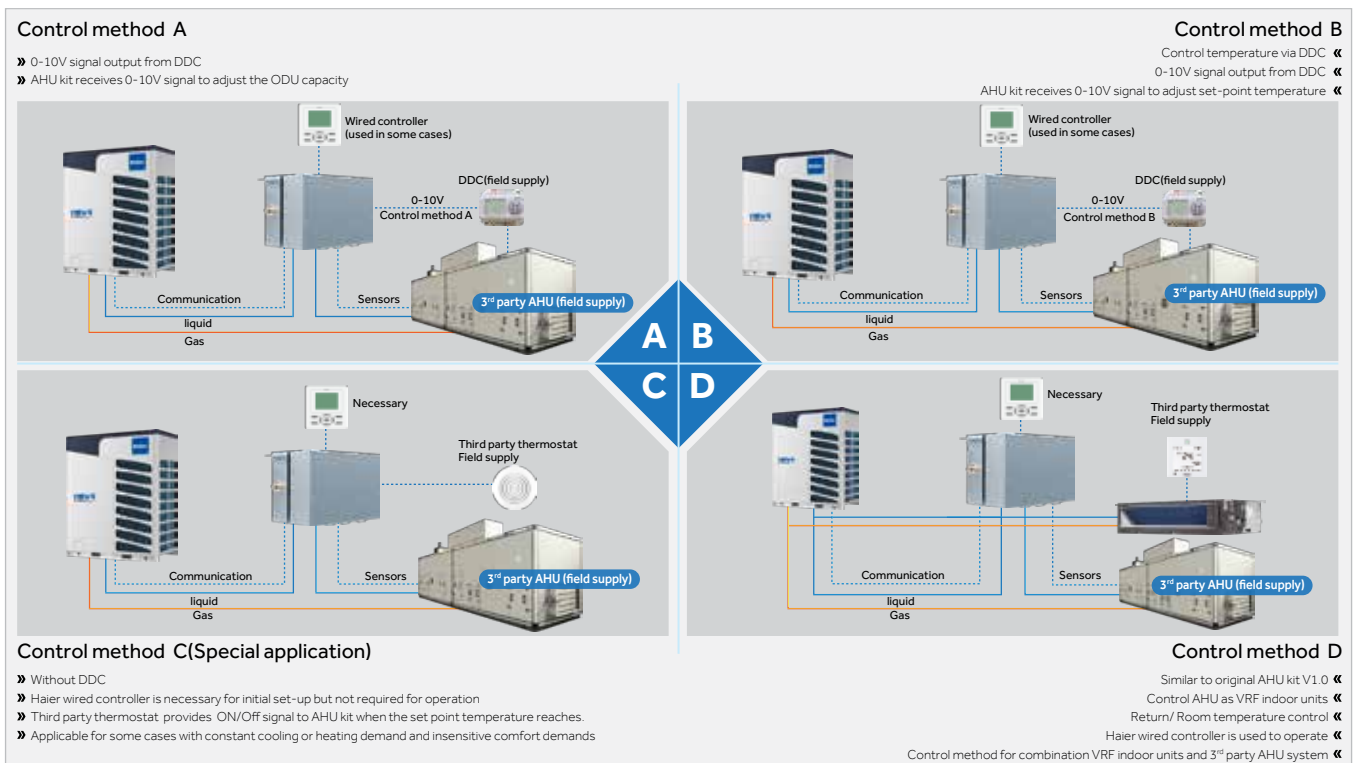 Control method A
» 0-10V signal output from DDC
» AHU kit receives 0-10V signal to adjust the ODU capacity
Wired controller
(used in some cases)
DDC(field supply)
0-10V
Control method A
Communication
Sensors
3rd party AHU (field supply)
liquid
Gas
Control method B
Control temperature via DDC «
0-10V signal output from DDC «
AHU kit receives 0-10V signal to adjust set-point temperature «
Wired controller
(used in some cases)
DDC(field supply)
0-10V
Control method B
Communication
Sensors
3rd party AHU (field supply)
liquid
Gas
A B
C D
Necessary
Third party thermostat
Field supply
Communication
Sensors
3rd party AHU (field supply)
liquid
Gas
Control method C(Special application)
» Without DDC
» Haier wired controller is necessary for initial set-up but not required for operation
» Third party thermostat provides ON/Off signal to AHU kit when the set point temperature reaches.
» Applicable for some cases with constant cooling or heating demand and insensitive comfort demands
Necessary
Third party thermostat
Field supply
Communication
Sensors
3rd party AHU (field supply)
liquid
Gas
Control method D
Similar to original AHU kit V1.0 «
Control AHU as VRF indoor units «
Return/ Room temperature control «
Haier wired controller is used to operate «
Control method for combination VRF indoor units and 3rd party AHU system «